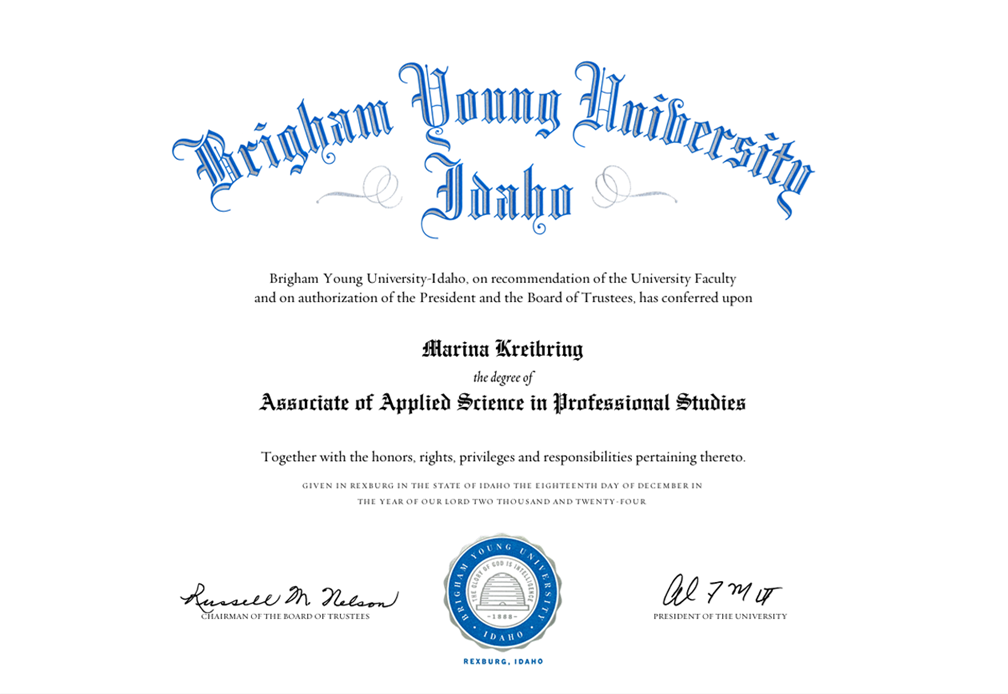 Brigham Young University
Idaho
Brigham Young University-Idaho, on recommendation of the University Faculty
and on authorization of the President and the Board of Trustees, has conferred upon
Marina Kreibring
the degree of
Associate of Applied Science in Professional Studies
Together with the honors, rights, privileges and responsibilities pertaining thereto.
GIVEN IN REXBURG IN THE STATE OF IDAHO THE EIGHTEENTH DAY OF DECEMBER IN
THE YEAR OF OUR LORD TWO THOUSAND AND TWENTY-FOUR
BRIGHAM YOUNG UNIVERSITY
THE GLORY OF GOD IS INTELLIGENCE
-1888-
IDAHO
Russell M Nelson
CHAIRMAN OF THE BOARD OF TRUSTEES
PRESIDENT OF THE UNIVERSITY
REXBURG, IDAHO